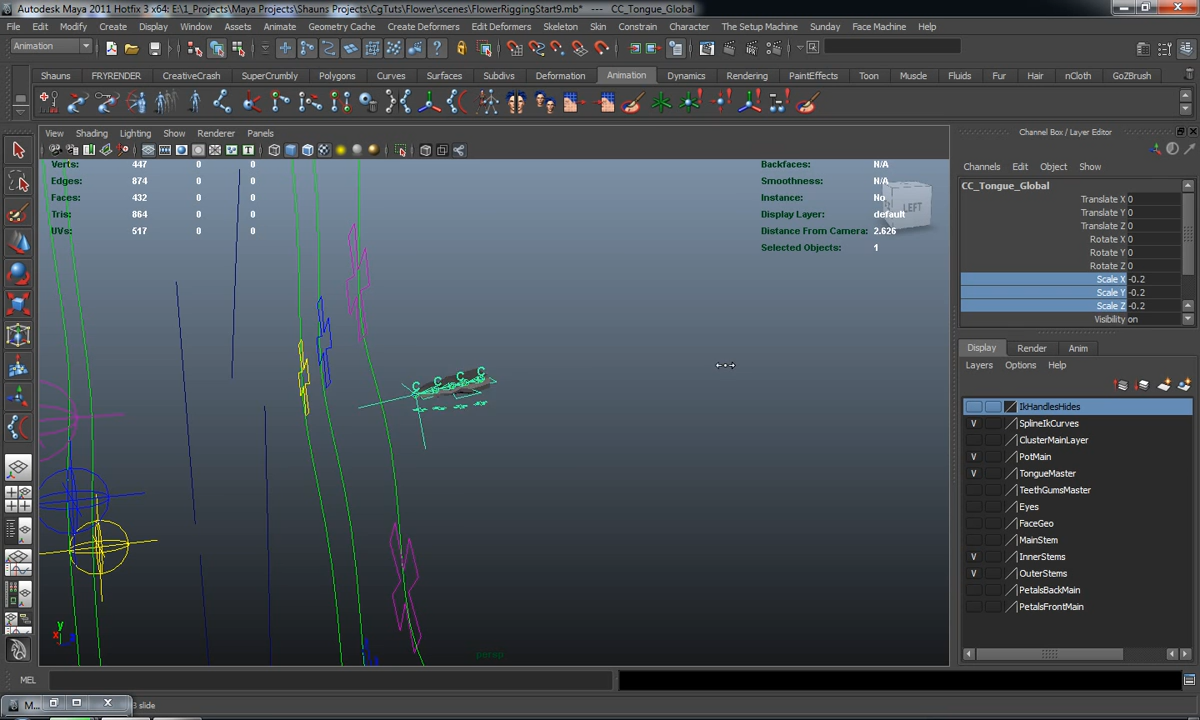 Autodesk Maya 2011 Hotfix 3 x64: E:\1_Projects\Maya Projects\Shauns Projects\CgTuts\Flower\scenes\FlowerRiggingStart9.mb* --- CC_Tongue_Global
File Edit Modify Create Display Window Assets Animate Geometry Cache Create Deformers Edit Deformers Skeleton Skin Constrain Character The Setup Machine Sunday Face Machine Help
Animation
Shauns FRYRENDER CreativeCrash SuperCrumbly Polygons Curves Surfaces Subdivs Deformation Animation Dynamics Rendering PaintEffects Toon Muscle Fluids Fur Hair nCloth GoZBrush
View Shading Lighting Show Renderer Panels
Channel Box / Layer Editor
Channels Edit Object Show
Verts: 447 0 0
Edges: 874 0 0
Faces: 432 0 0
Tris: 864 0 0
UVs: 517 0 0
Backfaces: N/A
Smoothness: N/A
Instance: No
Display Layer: default
Distance From Camera: 2.626
Selected Objects: 1
LEFT
CC_Tongue_Global
Translate X 0
Translate Y 0
Translate Z 0
Rotate X 0
Rotate Y 0
Rotate Z 0
Scale X -0.2
Scale Y -0.2
Scale Z -0.2
Visibility on
Display Render Anim
Layers Options Help
IkHandlesHides
V SplineIkCurves
ClusterMainLayer
V PotMain
V TongueMaster
TeethGumsMaster
Eyes
FaceGeo
MainStem
V InnerStems
V OuterStems
PetalsBackMain
PetalsFrontMain
C C C C
y
x
persp
MEL
M...
slide